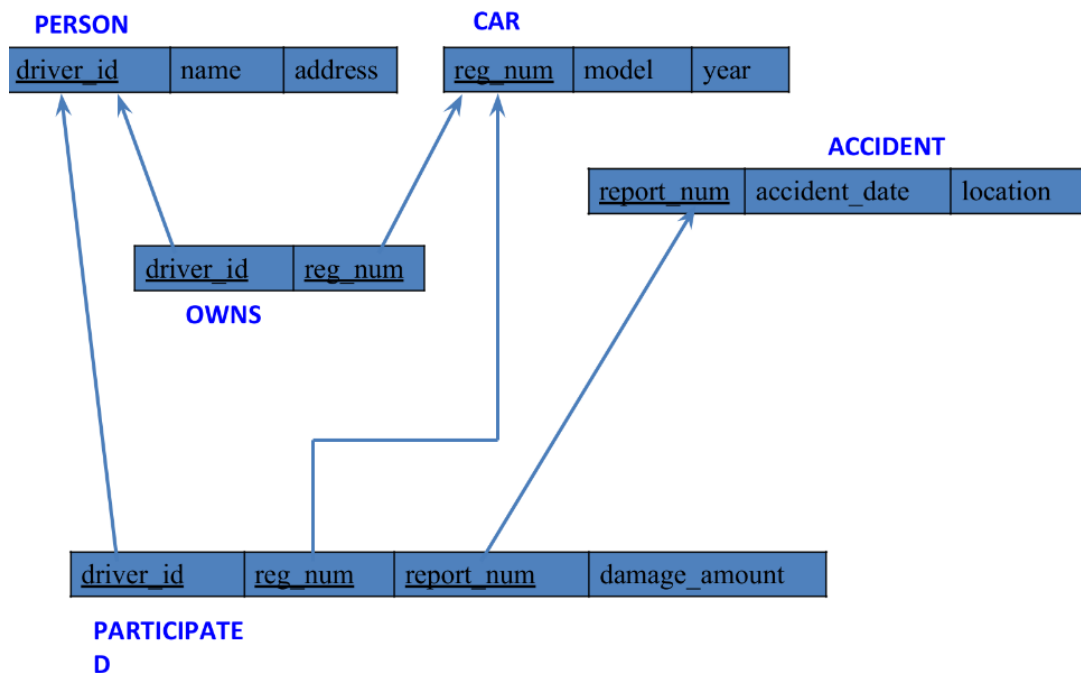 PERSON
CAR
driver_id name address
reg_num model year
ACCIDENT
report_num accident_date location
driver_id reg_num
OWNS
driver_id reg_num report_num damage_amount
PARTICIPATE
D